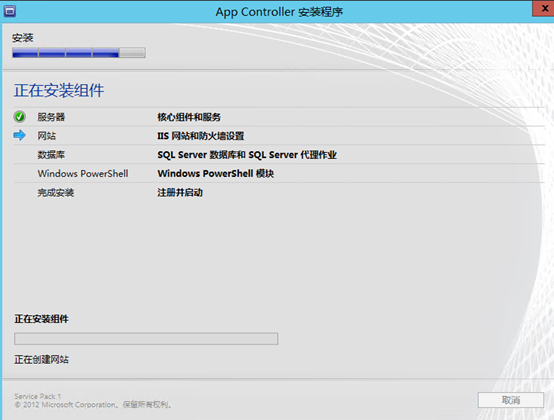 App Controller 安装程序
安装
正在安装组件
服务器 核心组件和服务
网站 IIS 网站和防火墙设置
数据库 SQL Server 数据库和 SQL Server 代理作业
Windows PowerShell Windows PowerShell 模块
完成安装 注册并启动
正在安装组件
正在创建网站
Service Pack 1
© 2012 Microsoft Corporation。保留所有权利。
取消